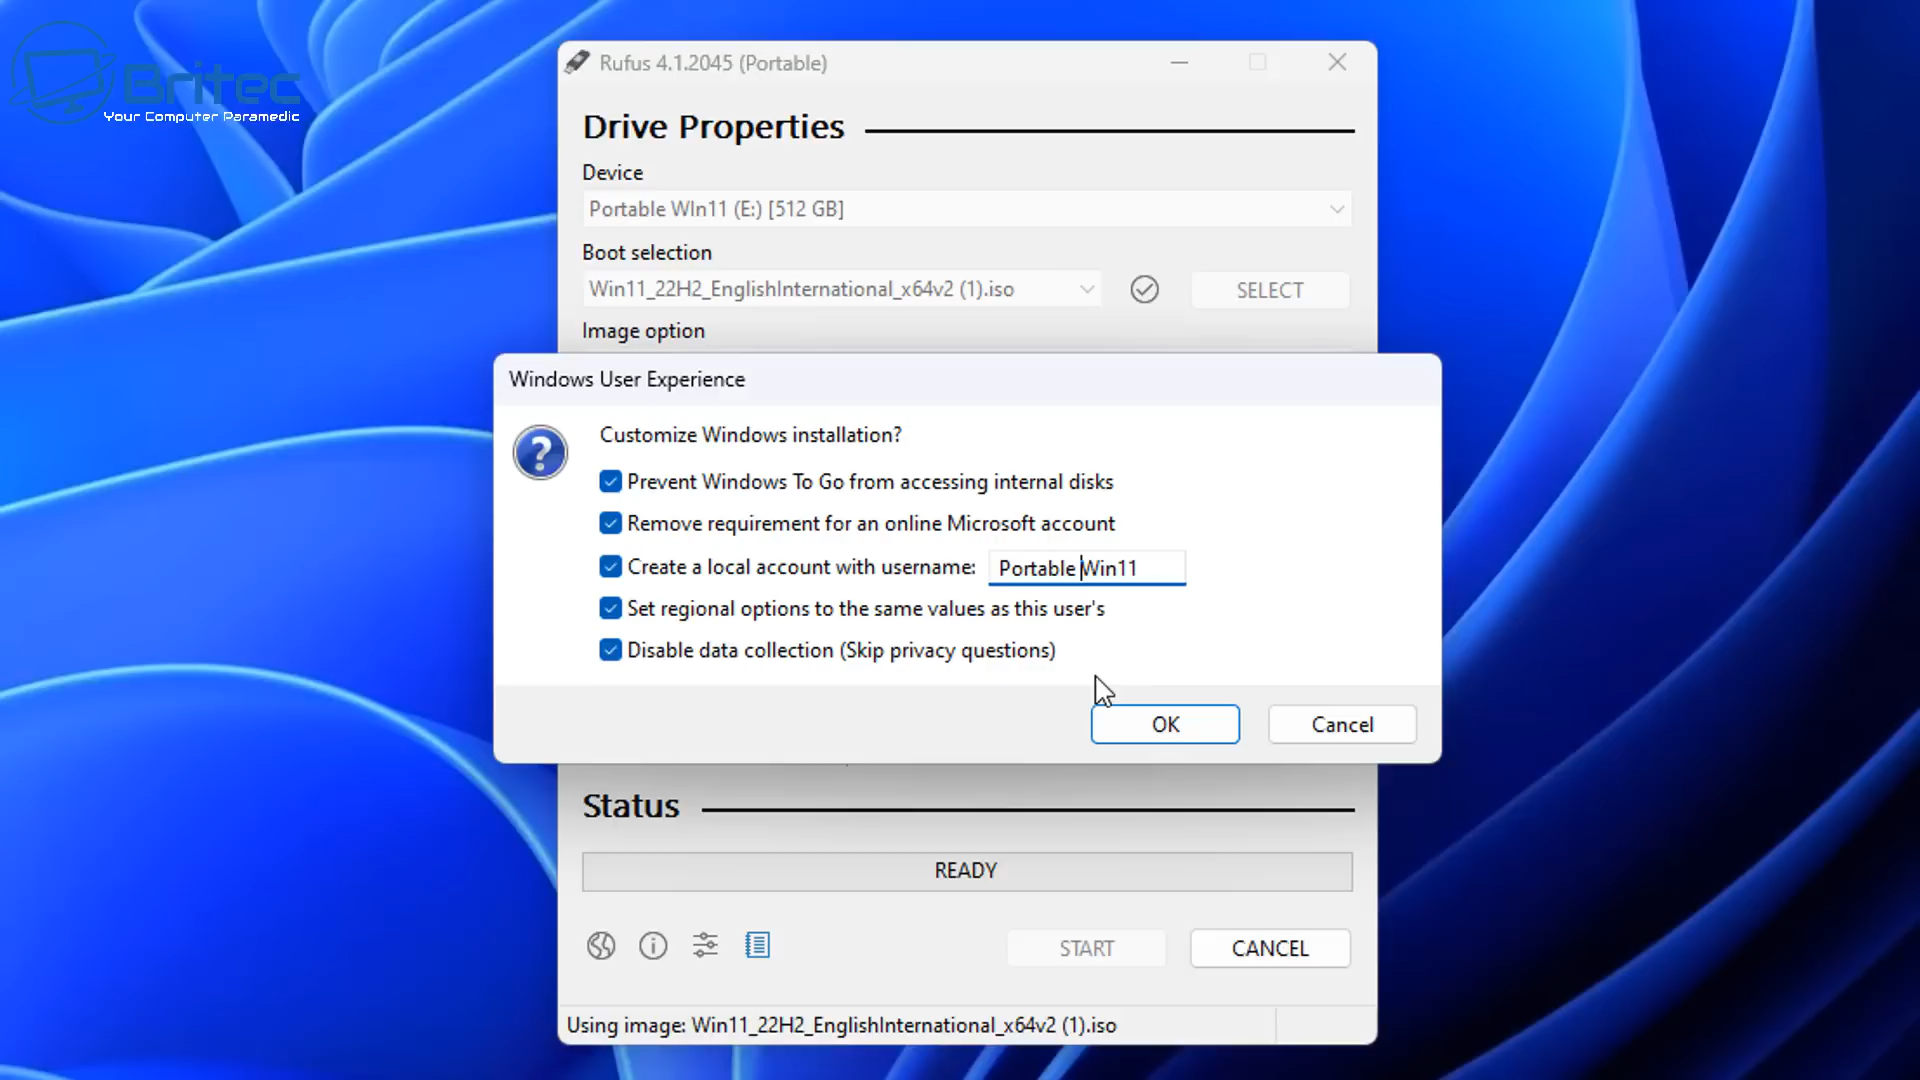 Britec
Your Computer Paramedic
Rufus 4.1.2045 (Portable)
Drive Properties
Device
Portable WIn11 (E:) [512 GB]
Boot selection
Win11_22H2_EnglishInternational_x64v2 (1).iso
SELECT
Image option
Windows User Experience
Customize Windows installation?
Prevent Windows To Go from accessing internal disks
Remove requirement for an online Microsoft account
Create a local account with username: Portable Win11
Set regional options to the same values as this user's
Disable data collection (Skip privacy questions)
OK
Cancel
Status
READY
START
CANCEL
Using image: Win11_22H2_EnglishInternational_x64v2 (1).iso